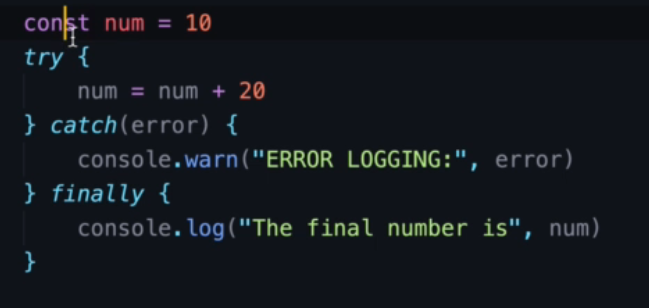 const num = 10
try {
    num = num + 20
} catch(error) {
    console.warn("ERROR LOGGING:", error)
} finally {
    console.log("The final number is", num)
}